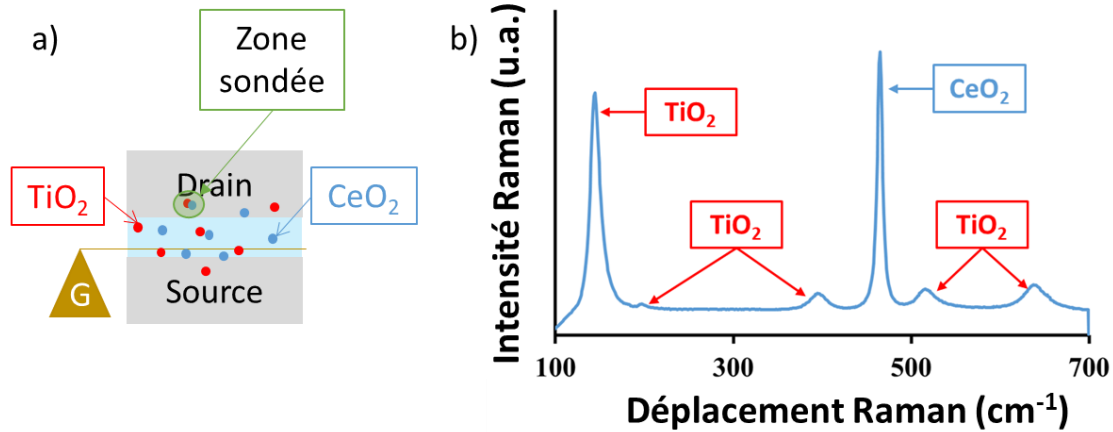 a)
Zone
sondée
Drain
TiO₂
CeO₂
G
Source
b)
Intensité Raman (u.a.)
TiO₂
CeO₂
TiO₂
TiO₂
100
300
500
700
Déplacement Raman (cm⁻¹)